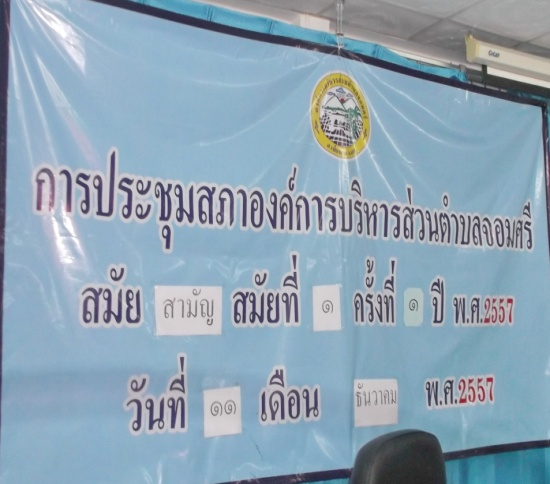 การประชุมสภาองค์การบริหารส่วนตำบลจอมศรี
สมัย สามัญ สมัยที่ ๑ ครั้งที่ ๑ ปี พ.ศ.2557
วันที่ ๑๑ เดือน ธันวาคม พ.ศ.2557